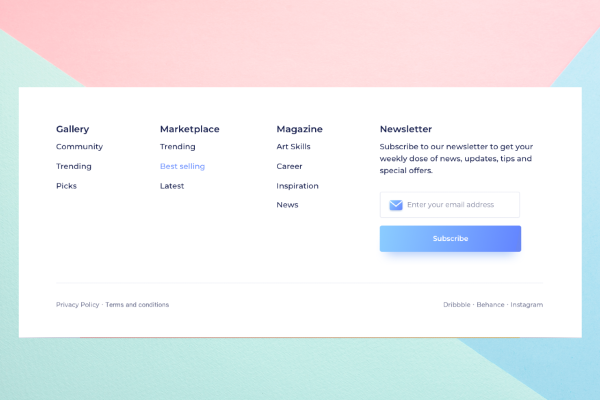 Gallery
Community
Trending
Picks
Marketplace
Trending
Best selling
Latest
Magazine
Art Skills
Career
Inspiration
News
Newsletter
Subscribe to our newsletter to get your
weekly dose of news, updates, tips and
special offers.
Enter your email address
Subscribe
Privacy Policy · Terms and conditions
Dribbble · Behance · Instagram